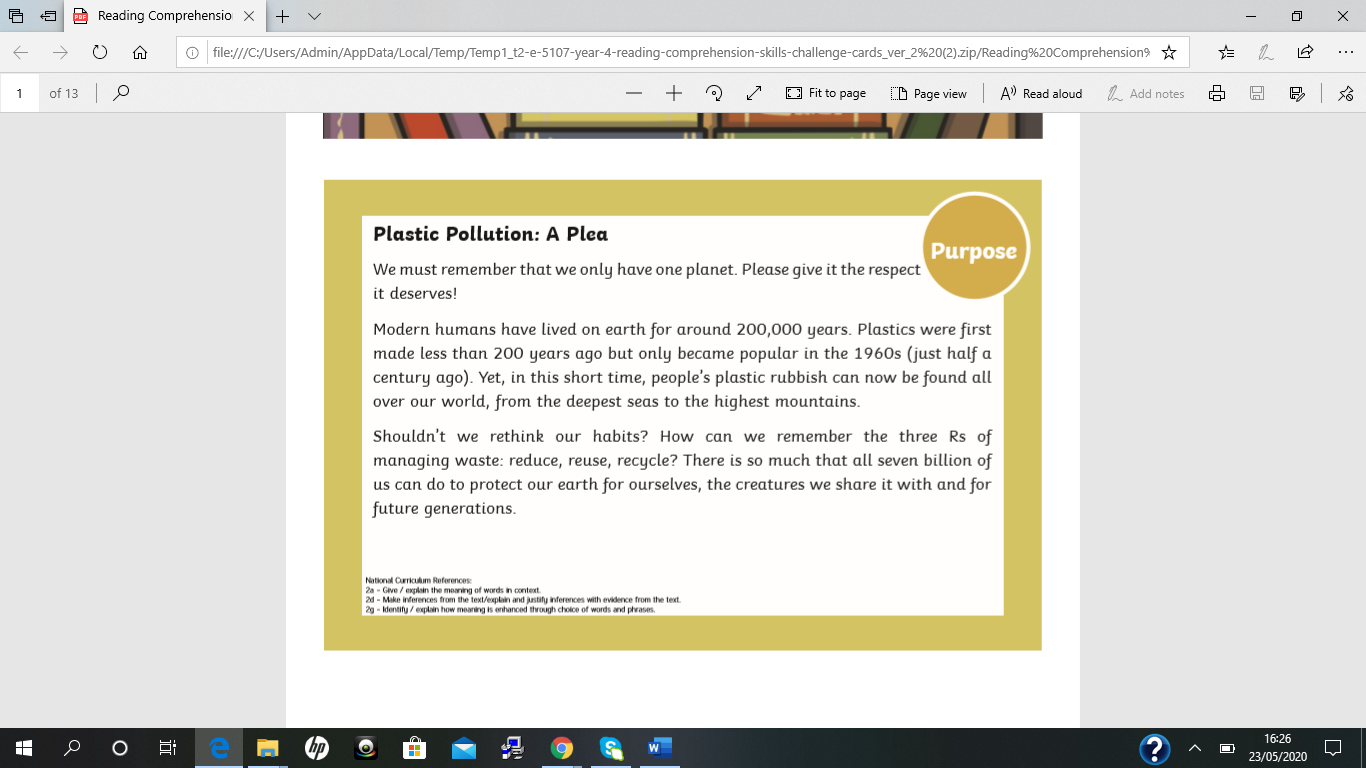 Reading Comprehensio
file:///C:/Users/Admin/AppData/Local/Temp/Temp1_t2-e-5107-year-4-reading-comprehension-skills-challenge-cards_ver_2%20(2).zip/Reading%20Comprehension%
1 of 13
Fit to page
Page view
Read aloud
Add notes
Purpose
Plastic Pollution: A Plea
We must remember that we only have one planet. Please give it the respect
it deserves!
Modern humans have lived on earth for around 200,000 years. Plastics were first
made less than 200 years ago but only became popular in the 1960s (just half a
century ago). Yet, in this short time, people's plastic rubbish can now be found all
over our world, from the deepest seas to the highest mountains.
Shouldn't we rethink our habits? How can we remember the three Rs of
managing waste: reduce, reuse, recycle? There is so much that all seven billion of
us can do to protect our earth for ourselves, the creatures we share it with and for
future generations.
National Curriculum References:
2a - Give / explain the meaning of words in context.
2d - Make inferences from the text/explain and justify inferences with evidence from the text.
2g - Identify / explain how meaning is enhanced through choice of words and phrases.
16:26
23/05/2020